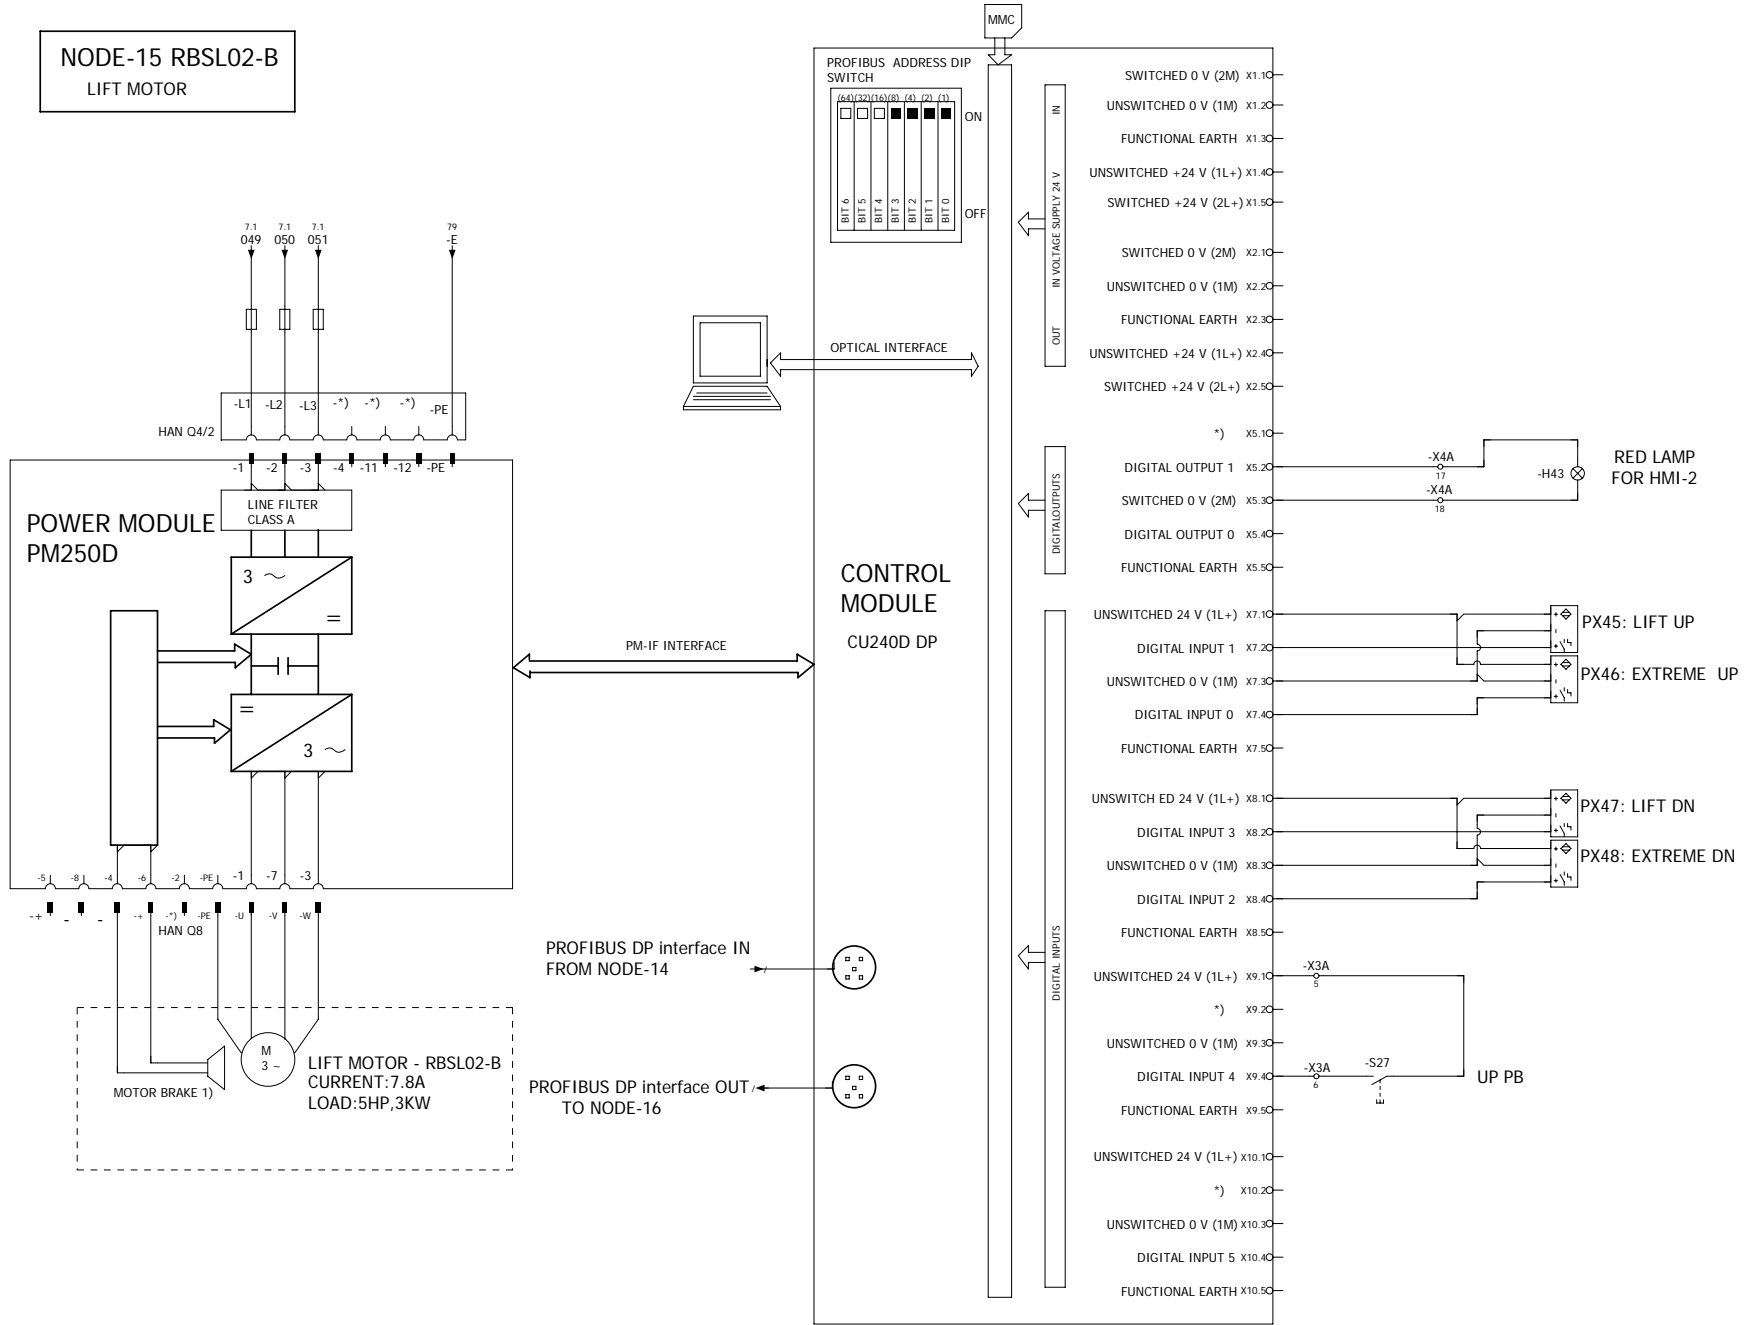 NODE-15 RBSL02-B
LIFT MOTOR
7.1 7.1 7.1 79
049 050 051 -E
-L1 -L2 -L3 -*) -*) -*) -PE
HAN Q4/2
-1 -2 -3 -4 -11 -12 -PE
LINE FILTER
CLASS A
POWER MODULE
PM250D
3 ~
=
=
3 ~
-5 -8 -4 -6 -2 -PE -1 -7 -3
-+ - - -+ -*) -PE -U -V -W
HAN Q8
M
3 ~
MOTOR BRAKE 1)
LIFT MOTOR - RBSL02-B
CURRENT:7.8A
LOAD:5HP,3KW
PM-IF INTERFACE
OPTICAL INTERFACE
MMC
PROFIBUS ADDRESS DIP
SWITCH
(64)(32)(16)(8) (4) (2) (1)
ON
BIT 6 BIT 5 BIT 4 BIT 3 BIT 2 BIT 1 BIT 0
OFF
CONTROL
MODULE
CU240D DP
PROFIBUS DP interface IN
FROM NODE-14
PROFIBUS DP interface OUT
TO NODE-16
IN
IN VOLTAGE SUPPLY 24 V
OUT
DIGITALOUTPUTS
DIGITAL INPUTS
SWITCHED 0 V (2M) X1.1
UNSWITCHED 0 V (1M) X1.2
FUNCTIONAL EARTH X1.3
UNSWITCHED +24 V (1L+) X1.4
SWITCHED +24 V (2L+) X1.5
SWITCHED 0 V (2M) X2.1
UNSWITCHED 0 V (1M) X2.2
FUNCTIONAL EARTH X2.3
UNSWITCHED +24 V (1L+) X2.4
SWITCHED +24 V (2L+) X2.5
*) X5.1
DIGITAL OUTPUT 1 X5.2
SWITCHED 0 V (2M) X5.3
DIGITAL OUTPUT 0 X5.4
FUNCTIONAL EARTH X5.5
-X4A
17
-X4A
18
-H43
RED LAMP
FOR HMI-2
UNSWITCHED 24 V (1L+) X7.1
DIGITAL INPUT 1 X7.2
UNSWITCHED 0 V (1M) X7.3
DIGITAL INPUT 0 X7.4
FUNCTIONAL EARTH X7.5
PX45: LIFT UP
PX46: EXTREME UP
UNSWITCH ED 24 V (1L+) X8.1
DIGITAL INPUT 3 X8.2
UNSWITCHED 0 V (1M) X8.3
DIGITAL INPUT 2 X8.4
FUNCTIONAL EARTH X8.5
PX47: LIFT DN
PX48: EXTREME DN
UNSWITCHED 24 V (1L+) X9.1
*) X9.2
UNSWITCHED 0 V (1M) X9.3
DIGITAL INPUT 4 X9.4
FUNCTIONAL EARTH X9.5
-X3A
5
-X3A
6
-S27
UP PB
UNSWITCHED 24 V (1L+) X10.1
*) X10.2
UNSWITCHED 0 V (1M) X10.3
DIGITAL INPUT 5 X10.4
FUNCTIONAL EARTH X10.5